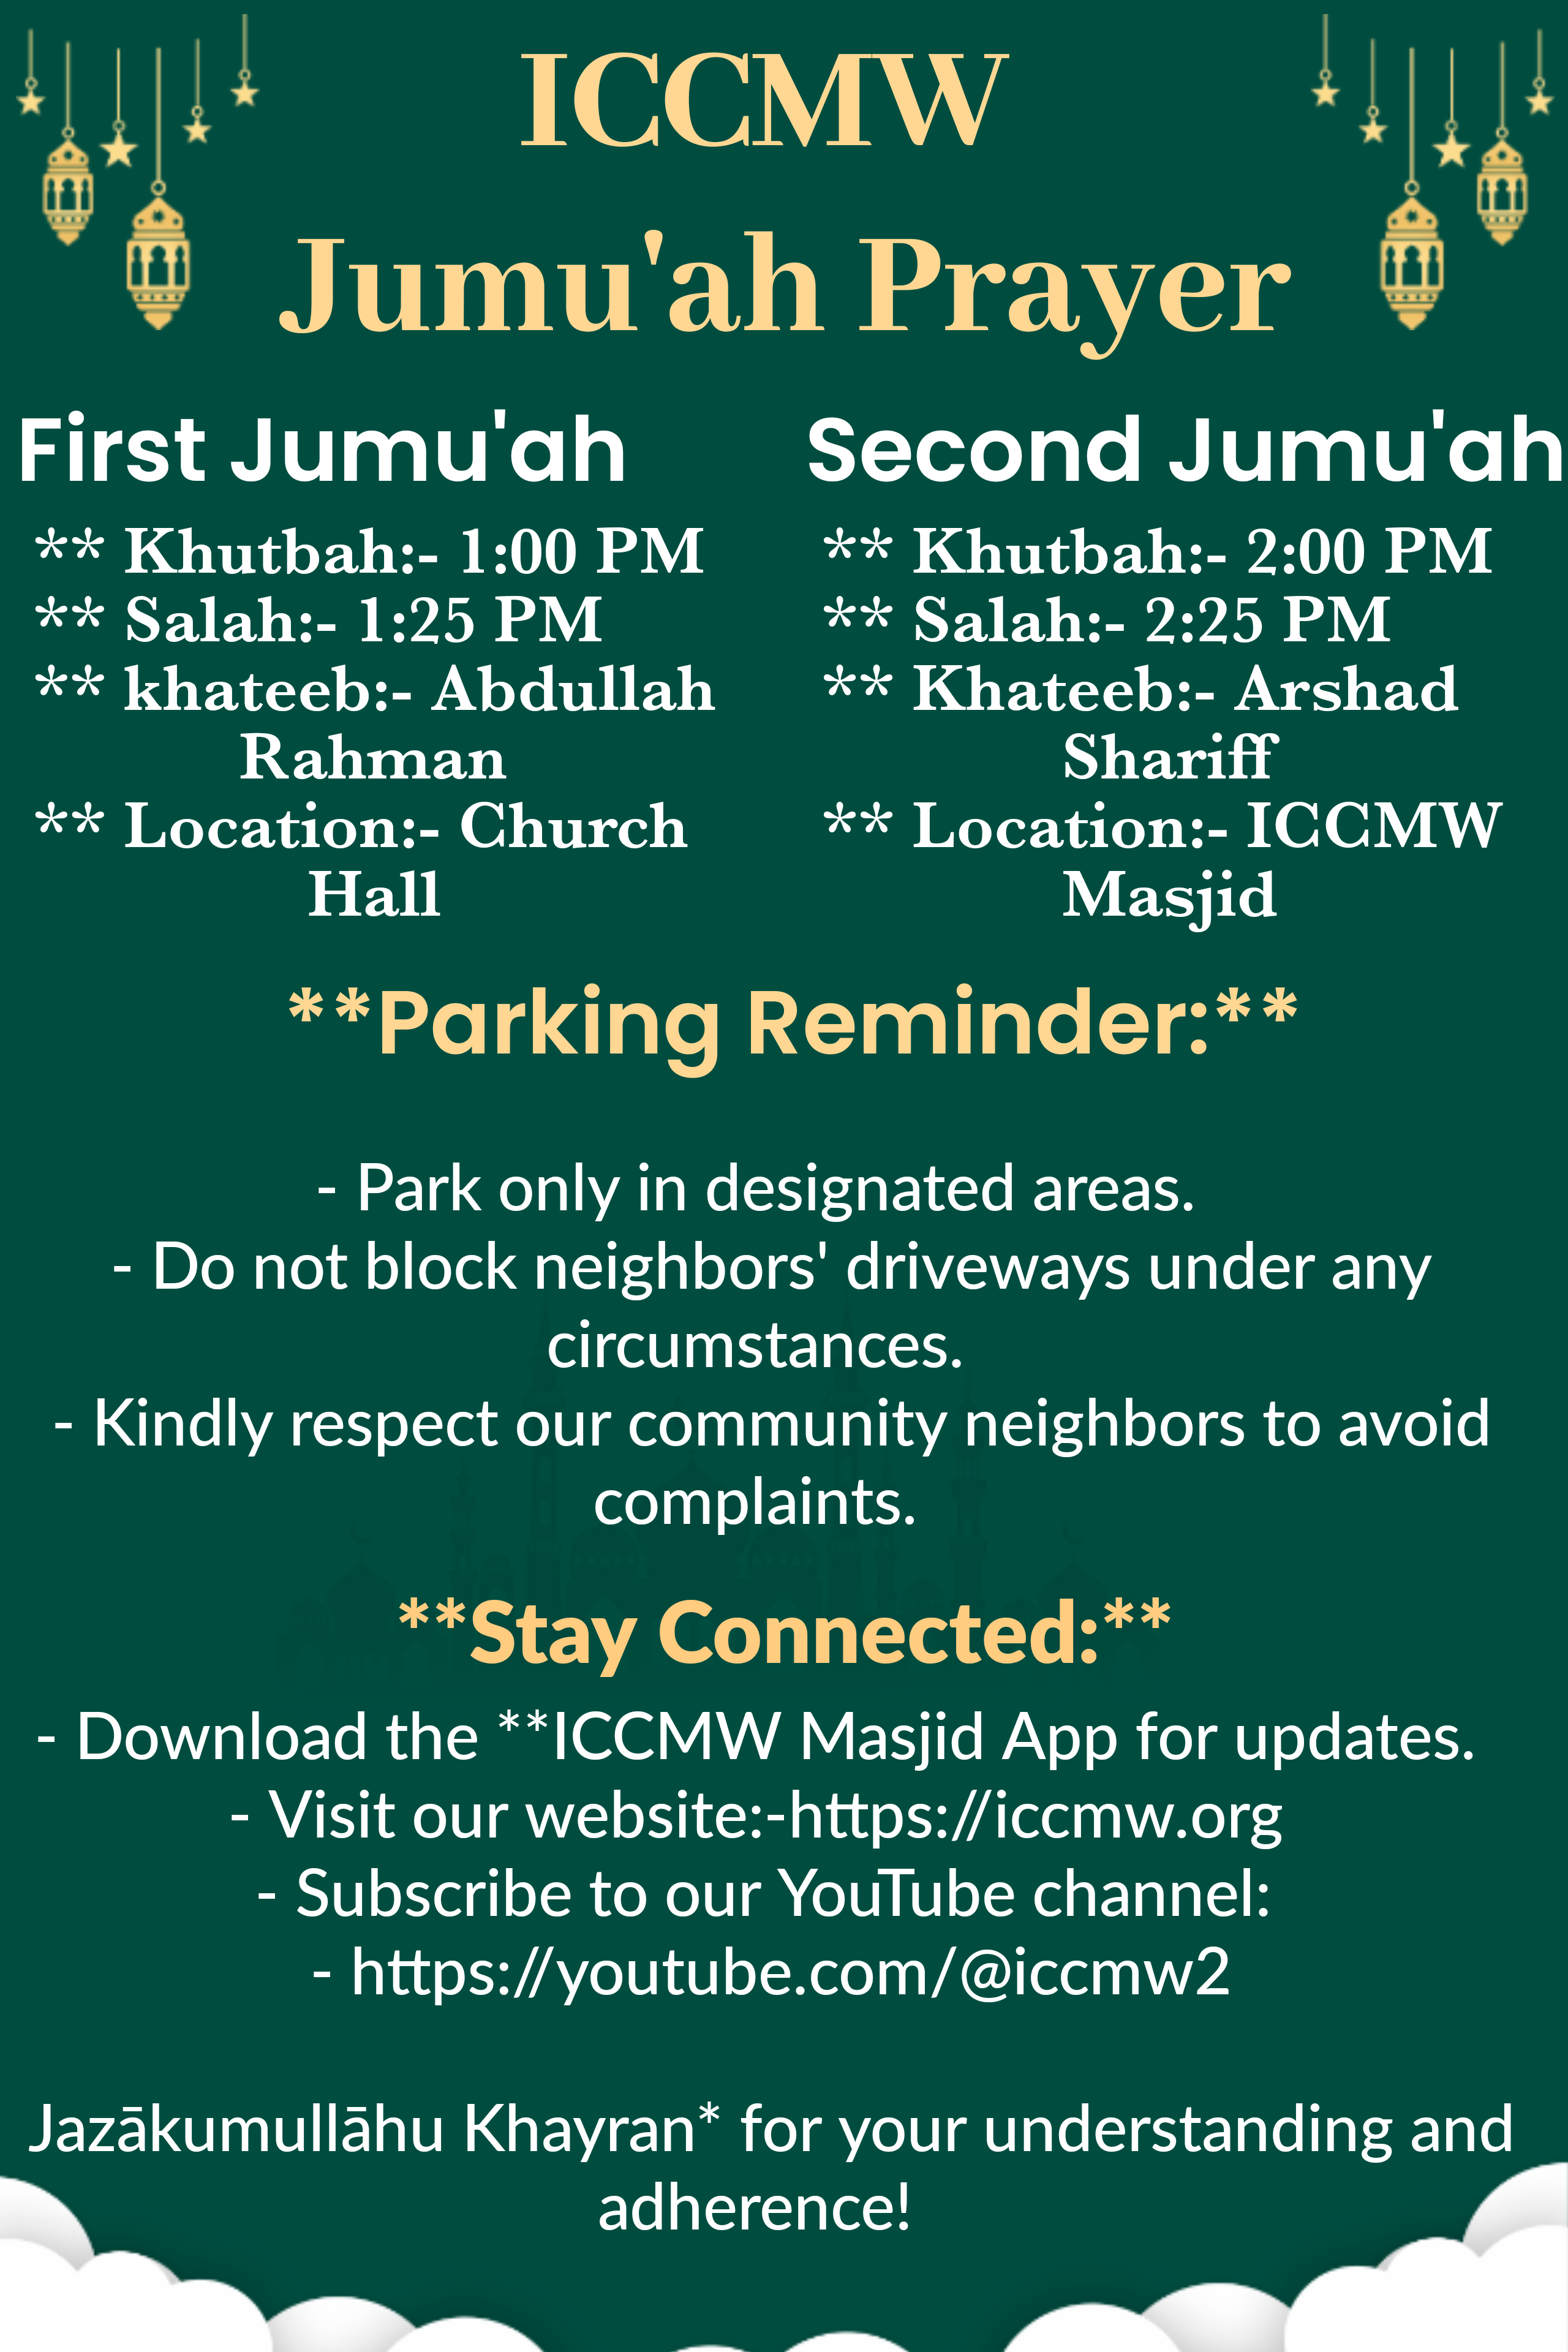 ICCMW
Jumu'ah Prayer
First Jumu'ah
** Khutbah:- 1:00 PM
** Salah:- 1:25 PM
** khateeb:- Abdullah
Rahman
** Location:- Church
Hall
Second Jumu'ah
** Khutbah:- 2:00 PM
** Salah:- 2:25 PM
** Khateeb:- Arshad
Shariff
** Location:- ICCMW
Masjid
**Parking Reminder:**
- Park only in designated areas.
- Do not block neighbors' driveways under any
circumstances.
- Kindly respect our community neighbors to avoid
complaints.
**Stay Connected:**
- Download the **ICCMW Masjid App for updates.
- Visit our website:-https://iccmw.org
- Subscribe to our YouTube channel:
- https://youtube.com/@iccmw2
Jazākumullāhu Khayran* for your understanding and
adherence!